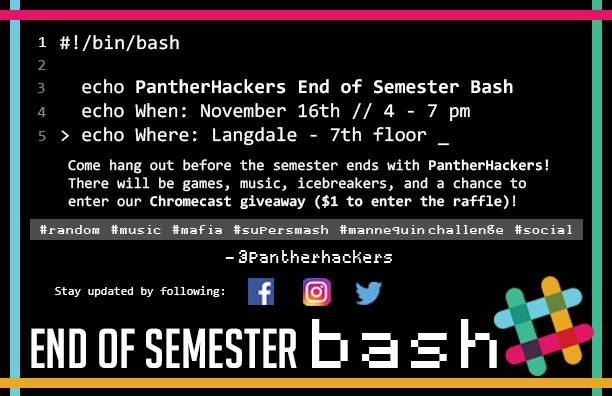 1 #!/bin/bash
2
3 echo PantherHackers End of Semester Bash
4 echo When: November 16th // 4 - 7 pm
5 > echo Where: Langdale - 7th floor _
Come hang out before the semester ends with PantherHackers!
There will be games, music, icebreakers, and a chance to
enter our Chromecast giveaway ($1 to enter the raffle)!
#random #music #mafia #supersmash #mannequinchallenge #social
-@Pantherhackers
Stay updated by following:
END OF SEMESTER bash